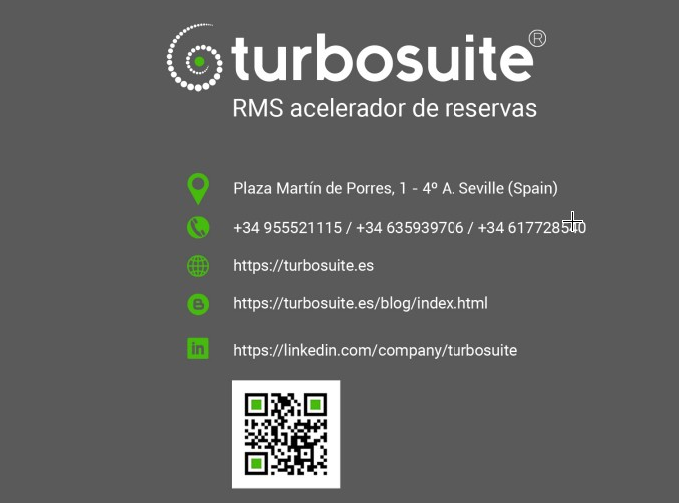 turbosuite®
RMS acelerador de reservas
Plaza Martín de Porres, 1 - 4º A. Seville (Spain)
+34 955521115 / +34 635939706 / +34 617728540
https://turbosuite.es
https://turbosuite.es/blog/index.html
in https://linkedin.com/company/turbosuite